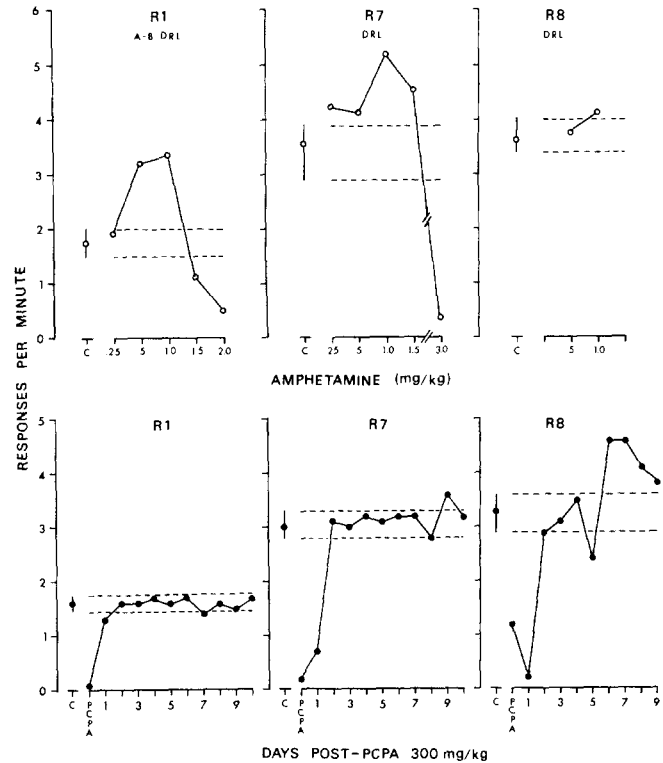 R1
A-B DRL
R7
DRL
R8
DRL
6
5
4
3
2
1
0
C
.25 .5 1.0 1.5 2.0
C
.25 .5 1.0 1.5 3.0
C
.5 1.0
AMPHETAMINE (mg/kg)
RESPONSES PER MINUTE
R1
R7
R8
5
4
3
2
1
0
C
PCPA
1 3 5 7 9
C
PCPA
1 3 5 7 9
C
PCPA
1 3 5 7 9
DAYS POST-PCPA 300 mg/kg